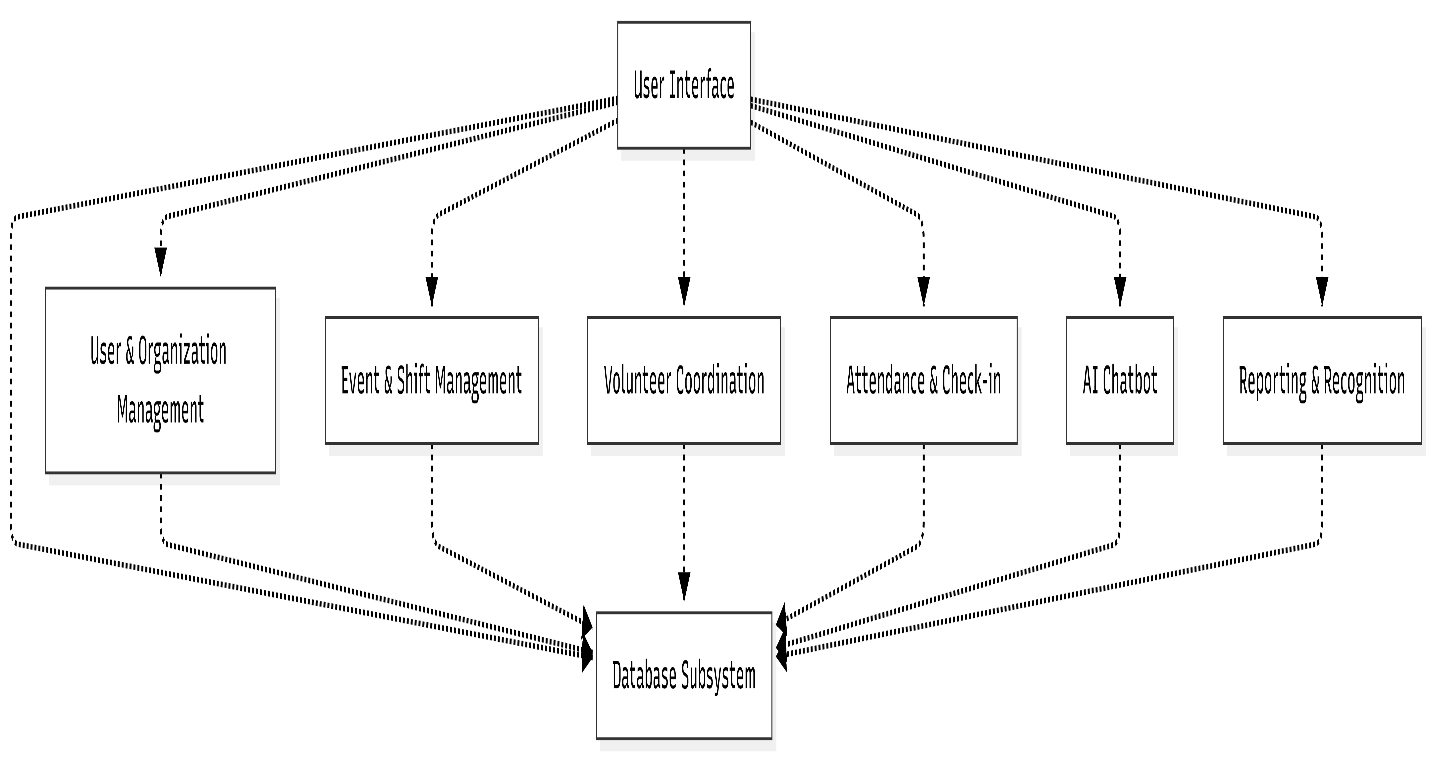 User Interface
User & Organization
Management
Event & Shift Management
Volunteer Coordination
Attendance & Check-in
AI Chatbot
Reporting & Recognition
Database Subsystem